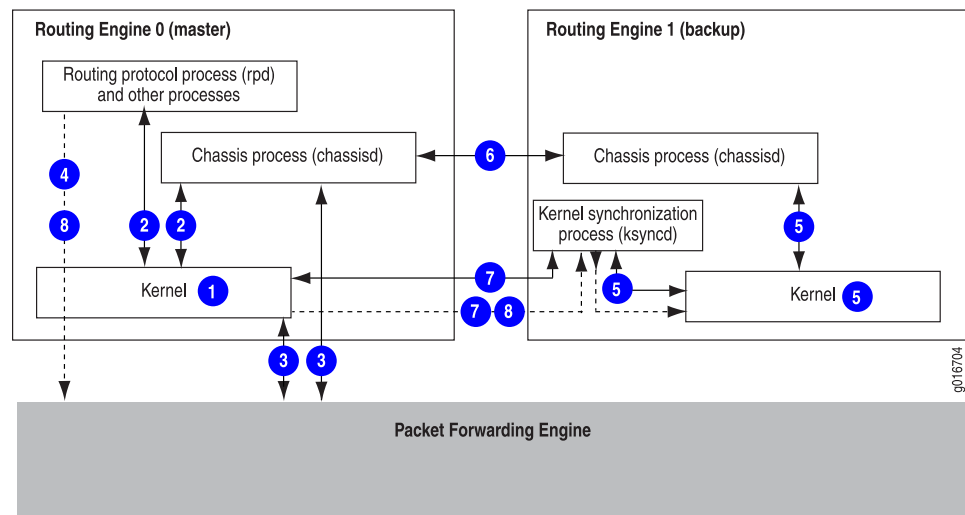 Routing Engine 0 (master)
Routing protocol process (rpd)
and other processes
Chassis process (chassisd)
4
8
2
2
Kernel
1
3
3
6
7
7
8
Routing Engine 1 (backup)
Chassis process (chassisd)
Kernel synchronization
process (ksyncd)
5
5
Kernel
5
g016704
Packet Forwarding Engine